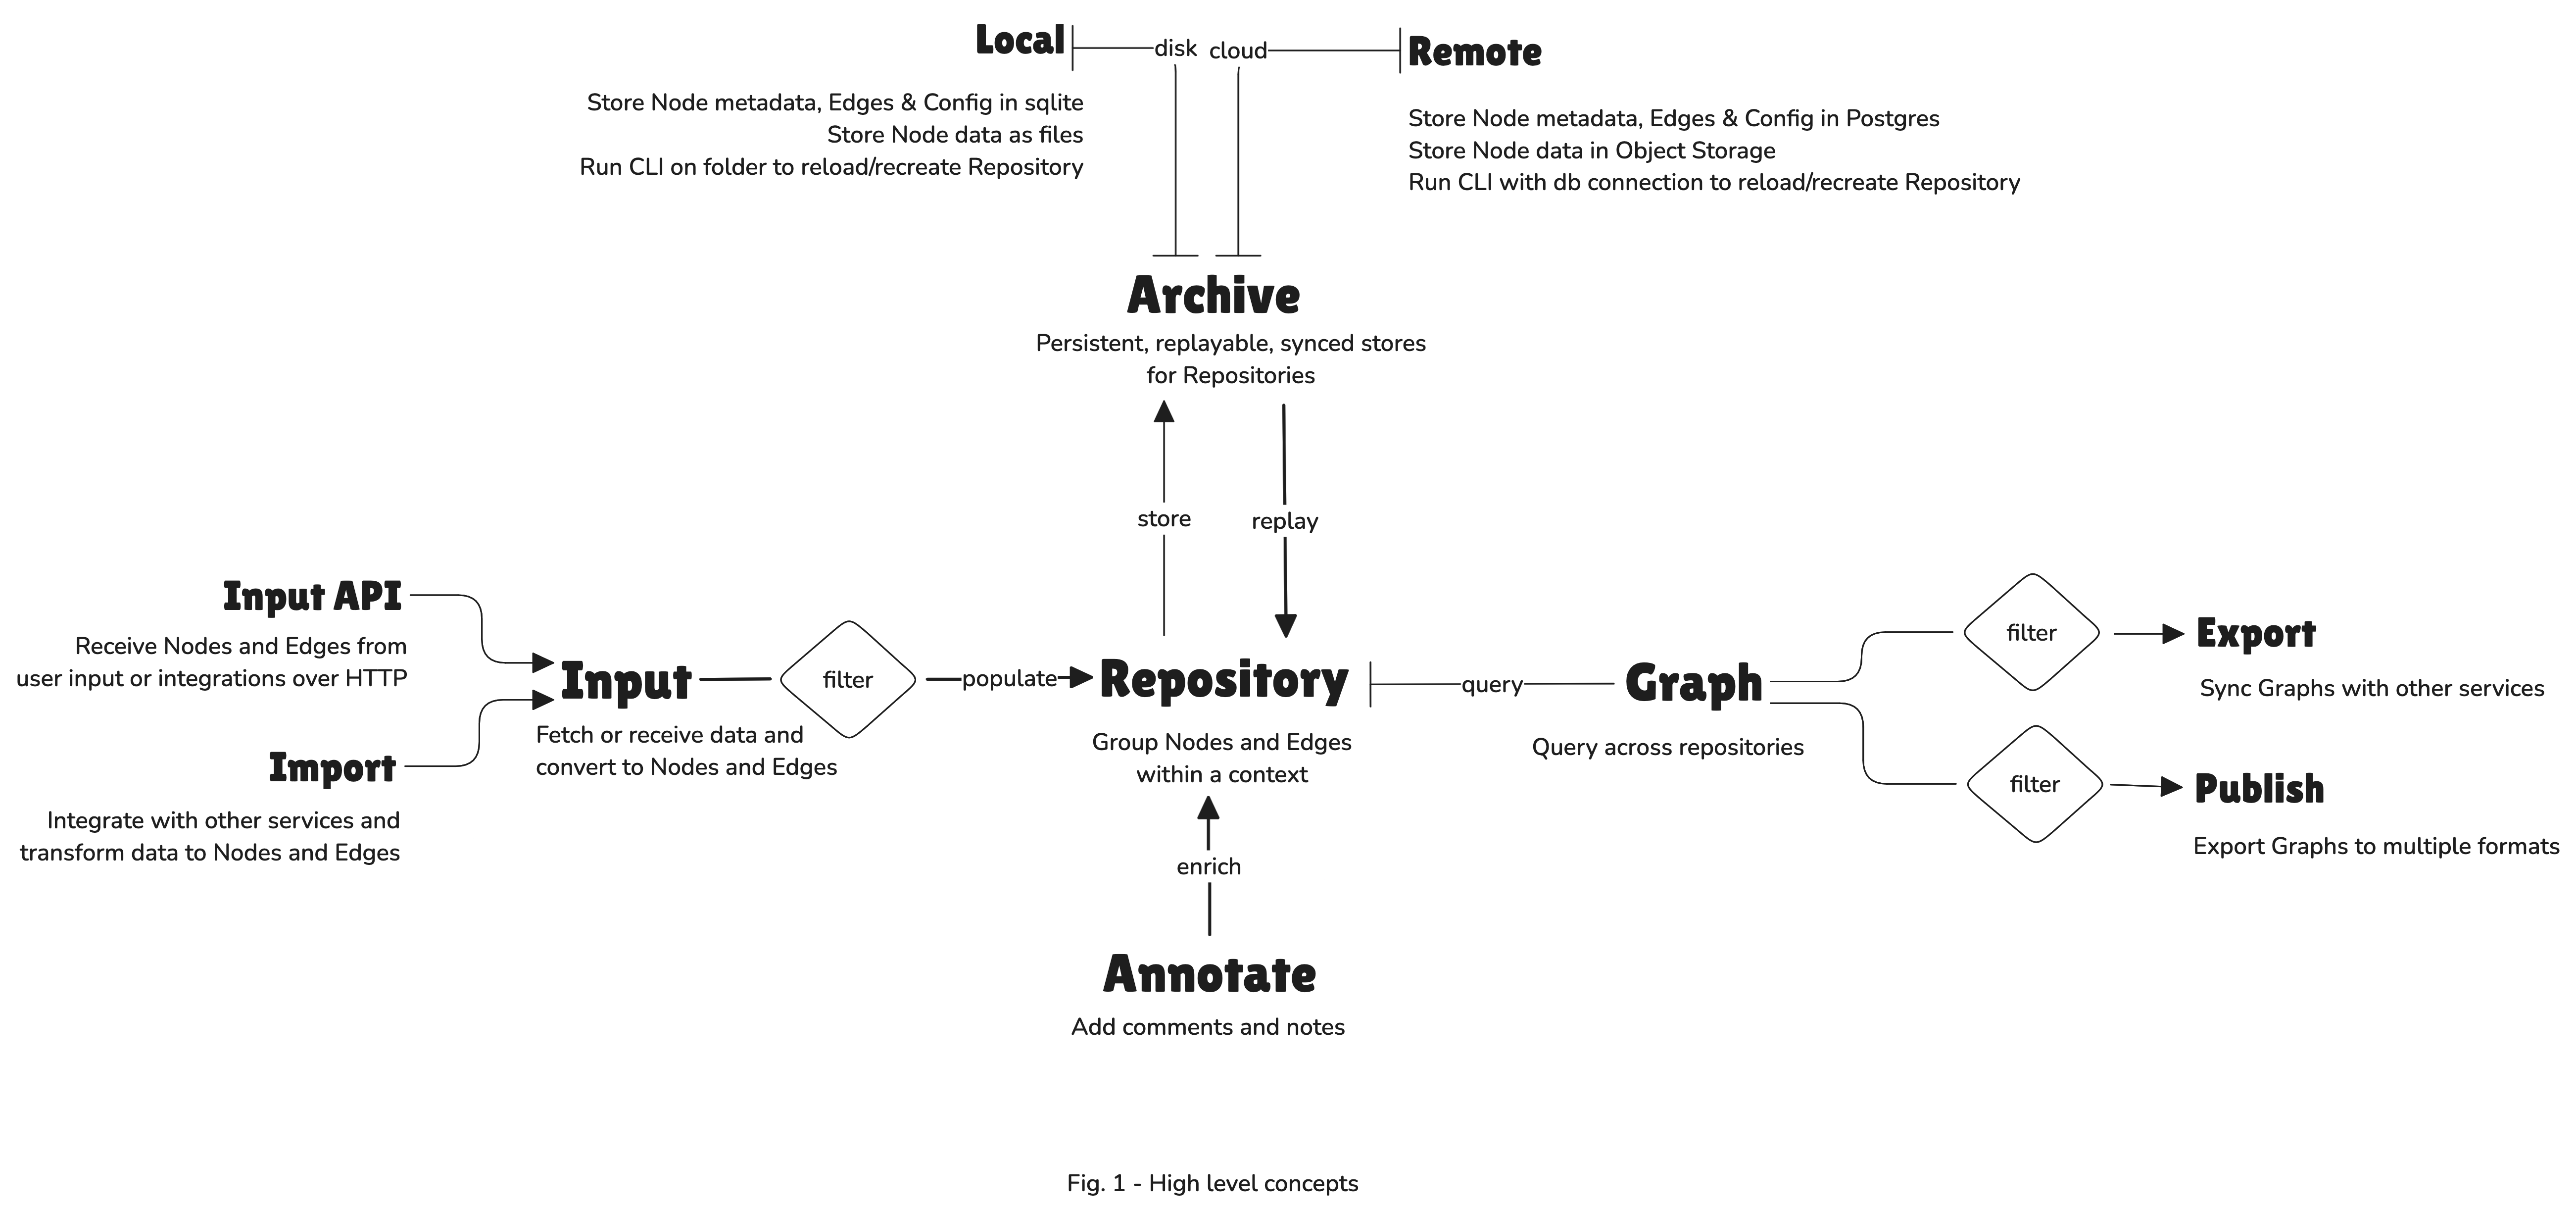 Local
disk
cloud
Remote
Store Node metadata, Edges & Config in sqlite
Store Node data as files
Run CLI on folder to reload/recreate Repository
Store Node metadata, Edges & Config in Postgres
Store Node data in Object Storage
Run CLI with db connection to reload/recreate Repository
Archive
Persistent, replayable, synced stores
for Repositories
store
replay
Input API
Receive Nodes and Edges from
user input or integrations over HTTP
Import
Integrate with other services and
transform data to Nodes and Edges
Input
Fetch or receive data and
convert to Nodes and Edges
filter
populate
Repository
Group Nodes and Edges
within a context
query
Graph
Query across repositories
filter
Export
Sync Graphs with other services
filter
Publish
Export Graphs to multiple formats
enrich
Annotate
Add comments and notes
Fig. 1 - High level concepts